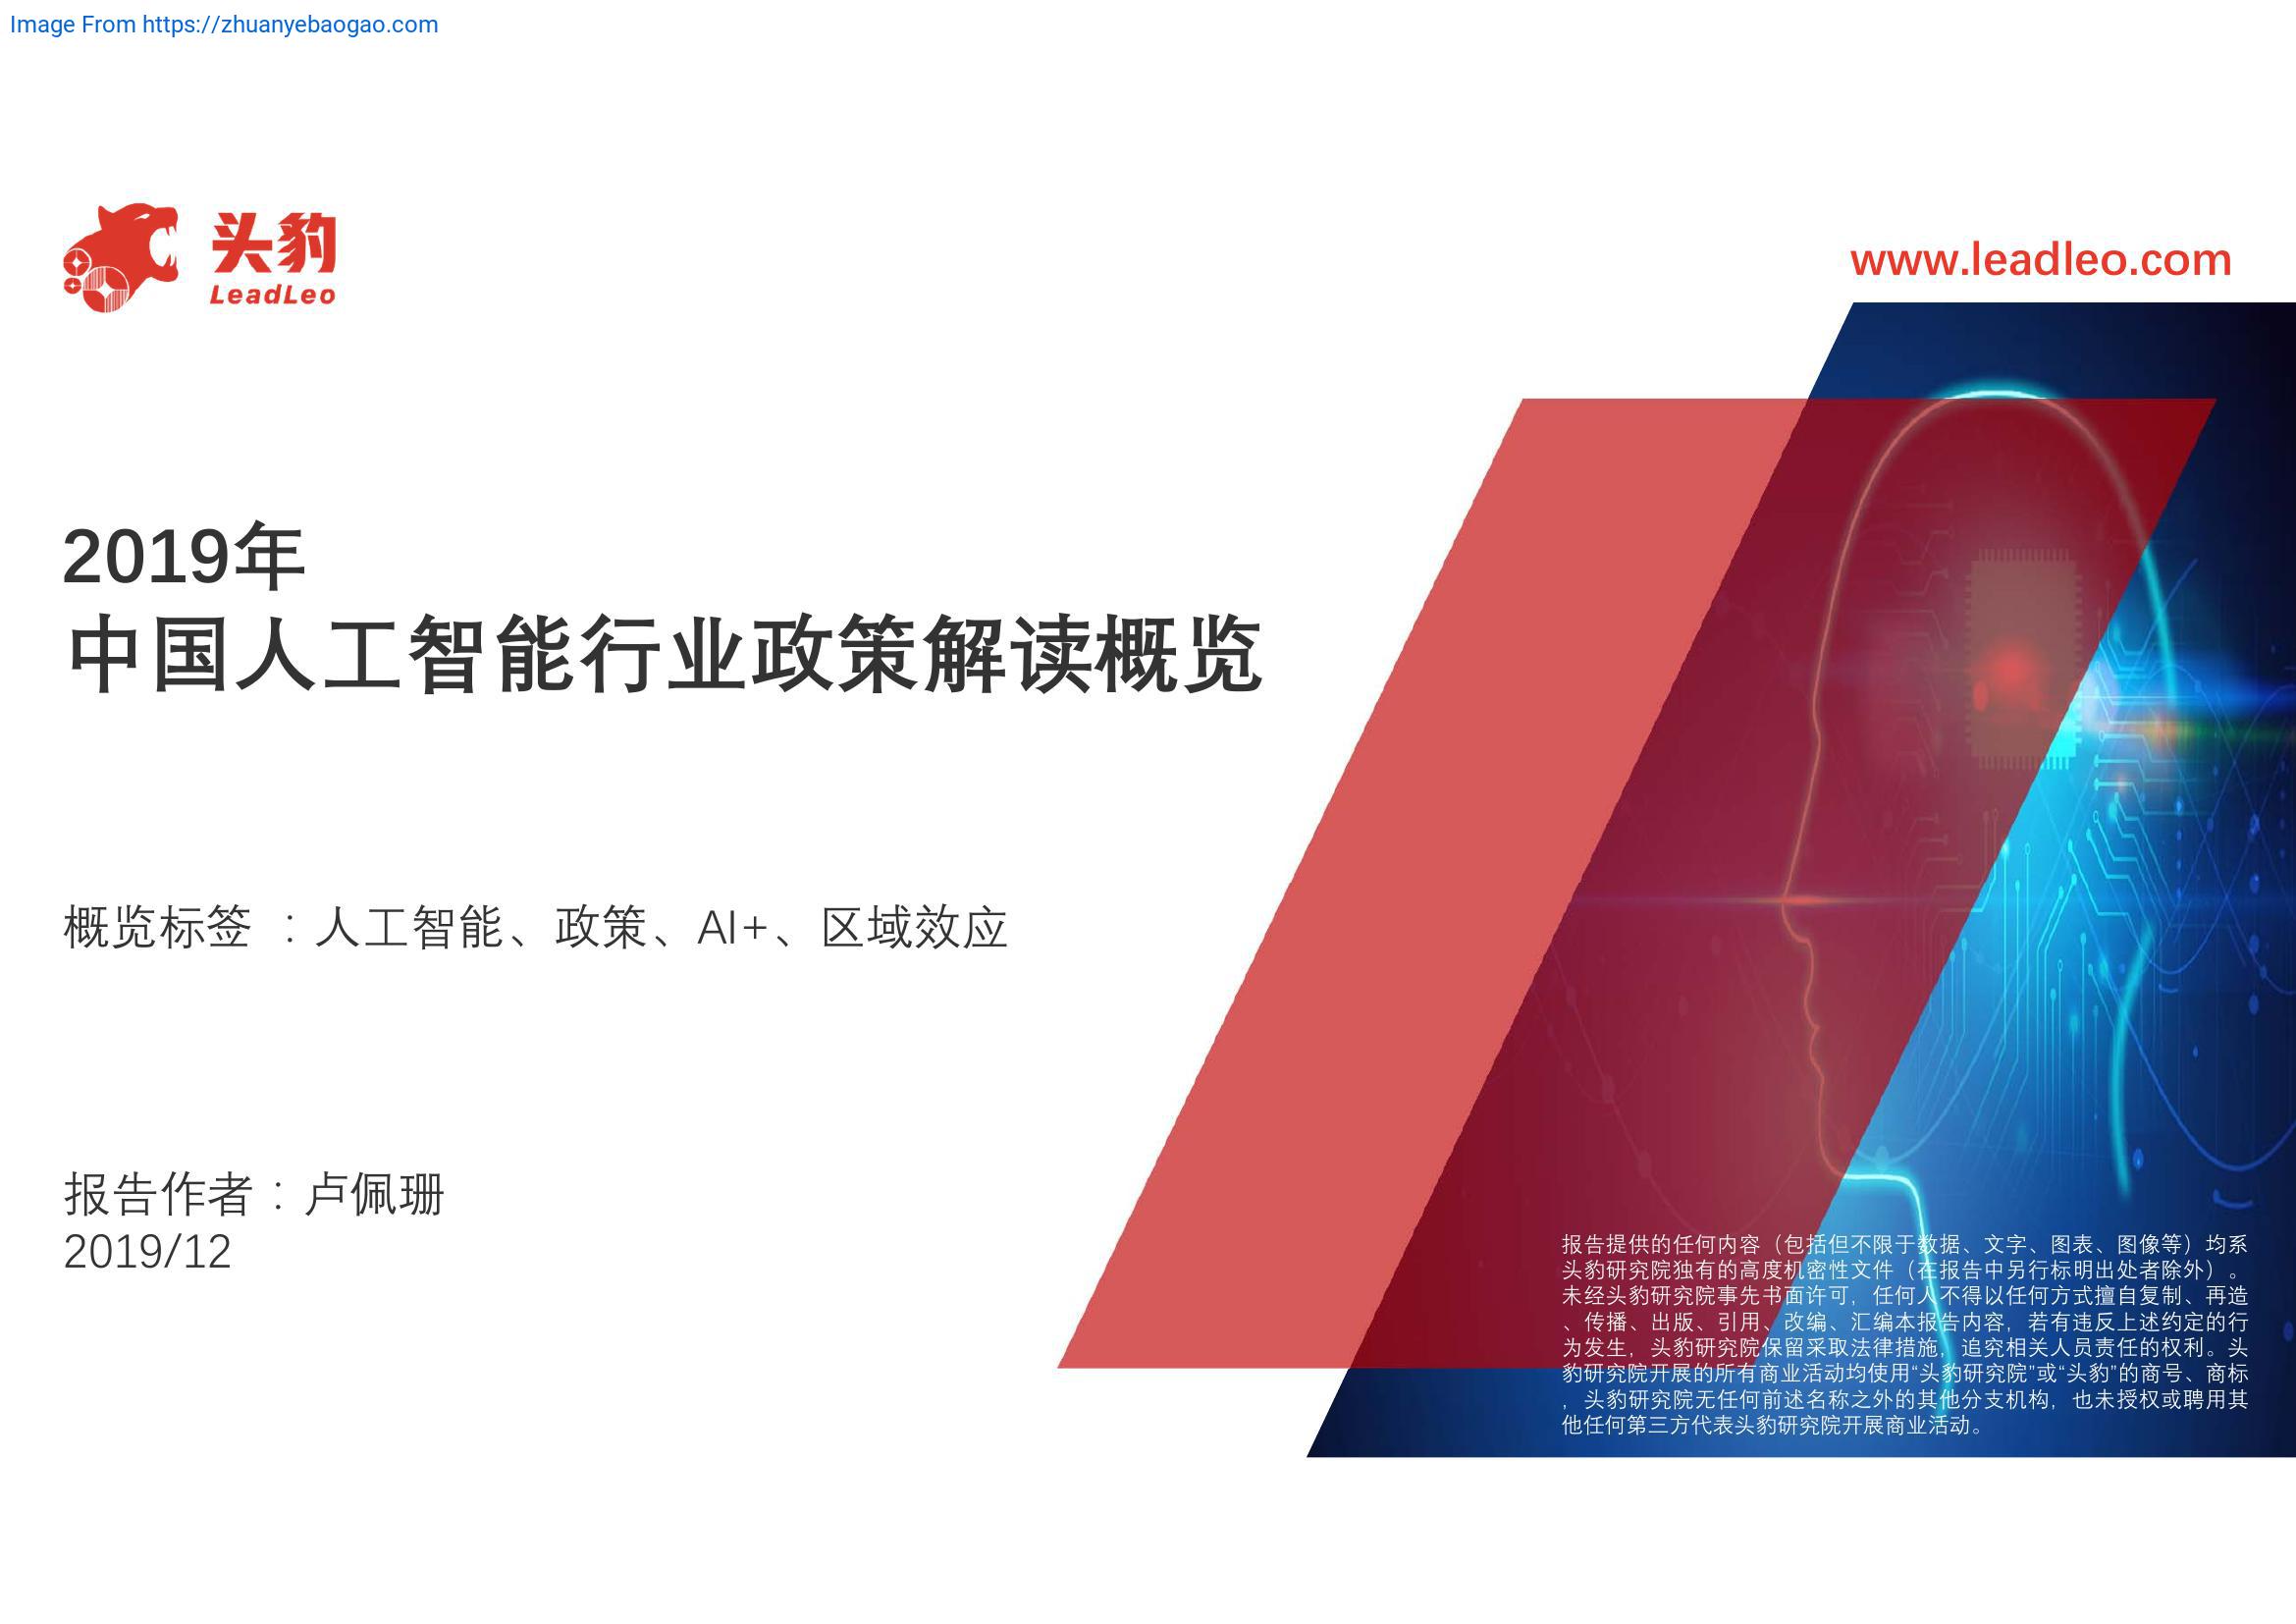 Image From https://zhuanyebaogao.com
头豹
LeadLeo
www.leadleo.com
2019年
中国人工智能行业政策解读概览
概览标签 ：人工智能、政策、AI+、区域效应
报告作者：卢佩珊
2019/12
报告提供的任何内容（包括但不限于数据、文字、图表、图像等）均系
头豹研究院独有的高度机密性文件（在报告中另行标明出处者除外）。
未经头豹研究院事先书面许可，任何人不得以任何方式擅自复制、再造
、传播、出版、引用、改编、汇编本报告内容，若有违反上述约定的行
为发生，头豹研究院保留采取法律措施，追究相关人员责任的权利。头
豹研究院开展的所有商业活动均使用“头豹研究院”或“头豹”的商号、商标
，头豹研究院无任何前述名称之外的其他分支机构，也未授权或聘用其
他任何第三方代表头豹研究院开展商业活动。